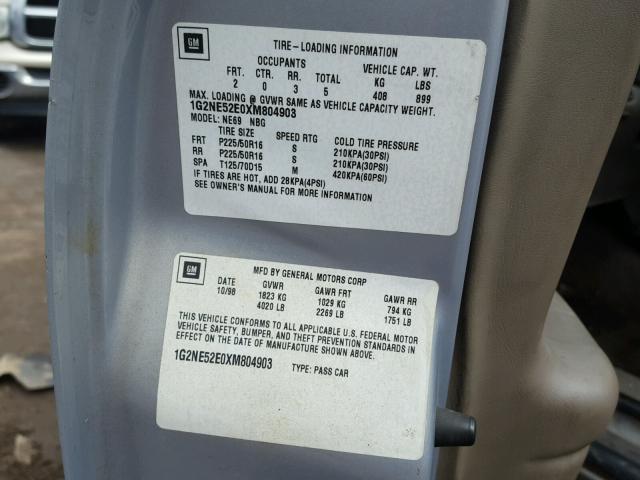 GM
TIRE-LOADING INFORMATION
OCCUPANTS VEHICLE CAP. WT.
FRT. CTR. RR. TOTAL KG LBS
2 0 3 5 408 899
MAX. LOADING @ GVWR SAME AS VEHICLE CAPACITY WEIGHT.
1G2NE52E0XM804903
MODEL: NE69 NBG
TIRE SIZE SPEED RTG COLD TIRE PRESSURE
FRT P225/50R16 S 210KPA(30PSI)
RR P225/50R16 S 210KPA(30PSI)
SPA T125/70D15 M 420KPA(60PSI)
IF TIRES ARE HOT, ADD 28KPA(4PSI)
SEE OWNER'S MANUAL FOR MORE INFORMATION
GM
MFD BY GENERAL MOTORS CORP
DATE GVWR GAWR FRT GAWR RR
10/98 1823 KG 1029 KG 794 KG
4020 LB 2269 LB 1751 LB
THIS VEHICLE CONFORMS TO ALL APPLICABLE U.S. FEDERAL MOTOR
VEHICLE SAFETY, BUMPER, AND THEFT PREVENTION STANDARDS IN
EFFECT ON THE DATE OF MANUFACTURE SHOWN ABOVE.
1G2NE52E0XM804903 TYPE: PASS CAR